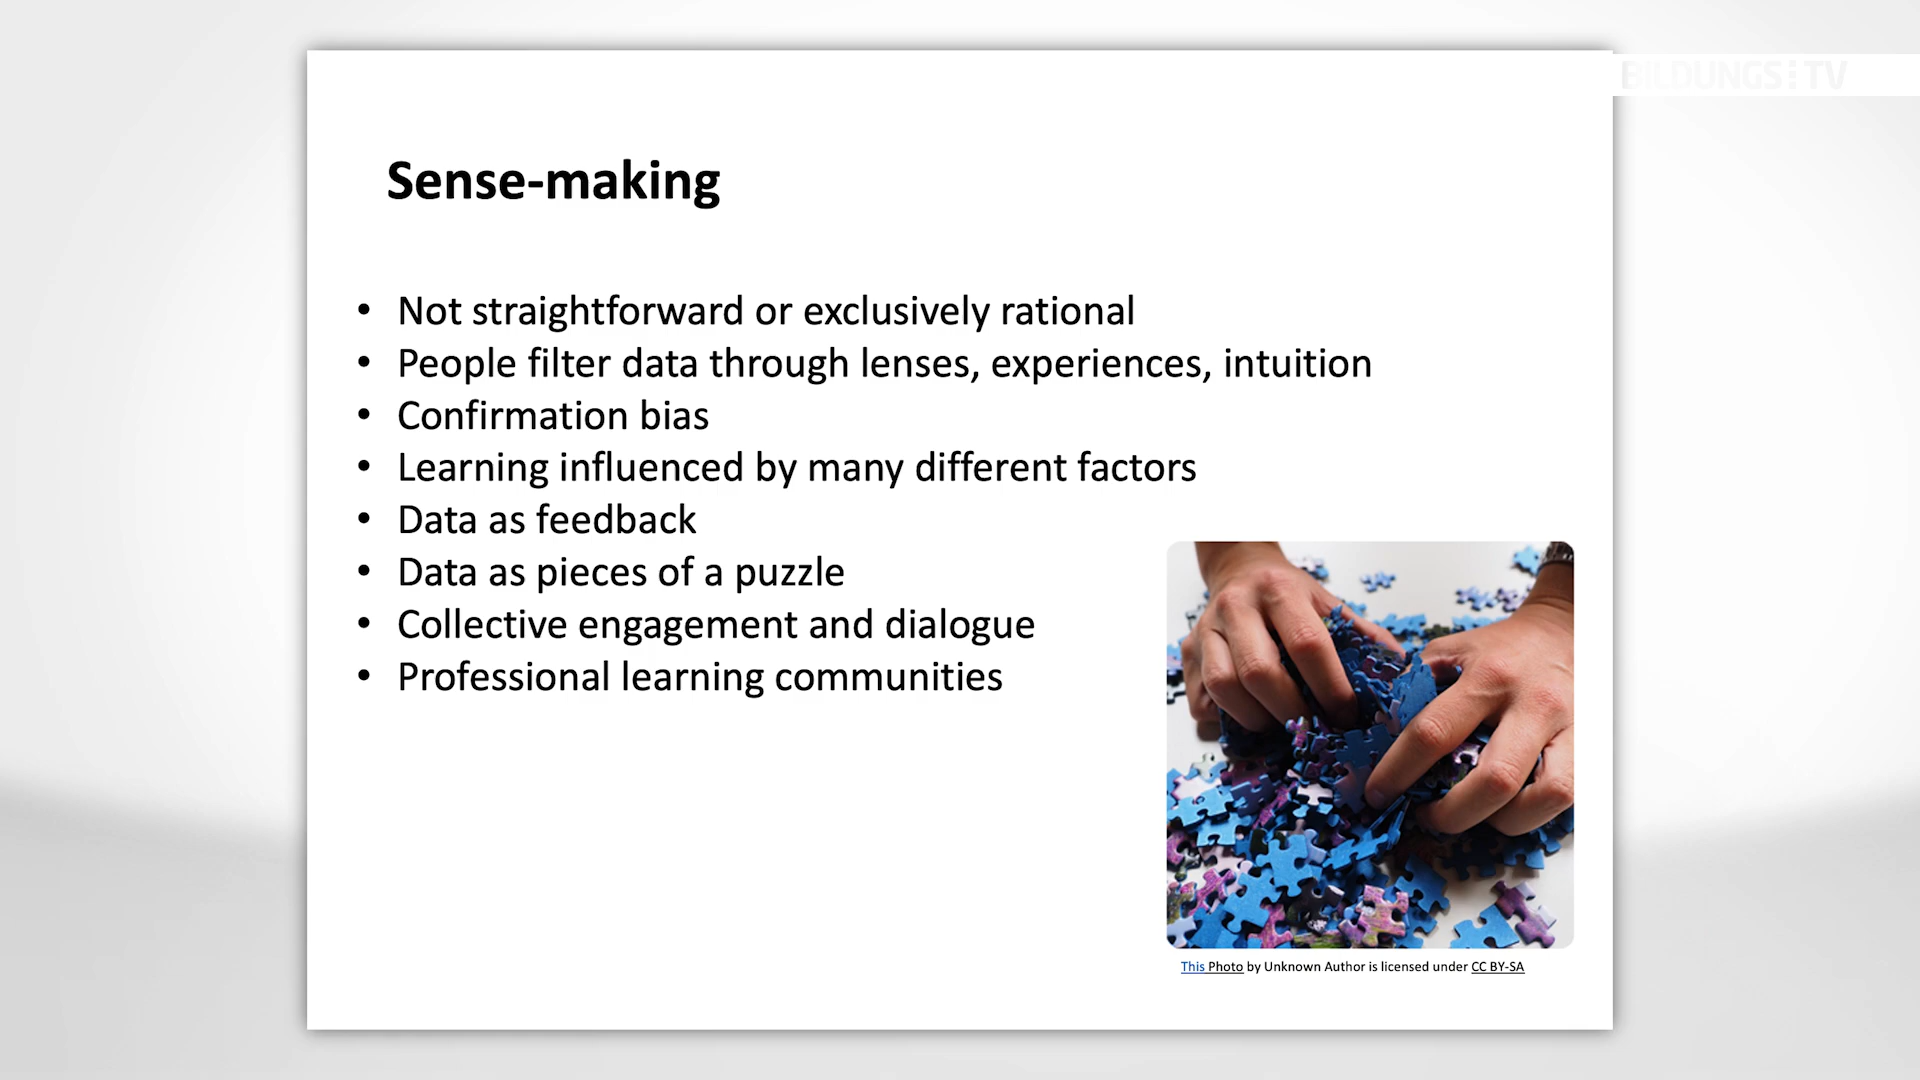 BILDUNGS TV
Sense-making
• Not straightforward or exclusively rational
• People filter data through lenses, experiences, intuition
• Confirmation bias
• Learning influenced by many different factors
• Data as feedback
• Data as pieces of a puzzle
• Collective engagement and dialogue
• Professional learning communities
This Photo by Unknown Author is licensed under CC BY-SA